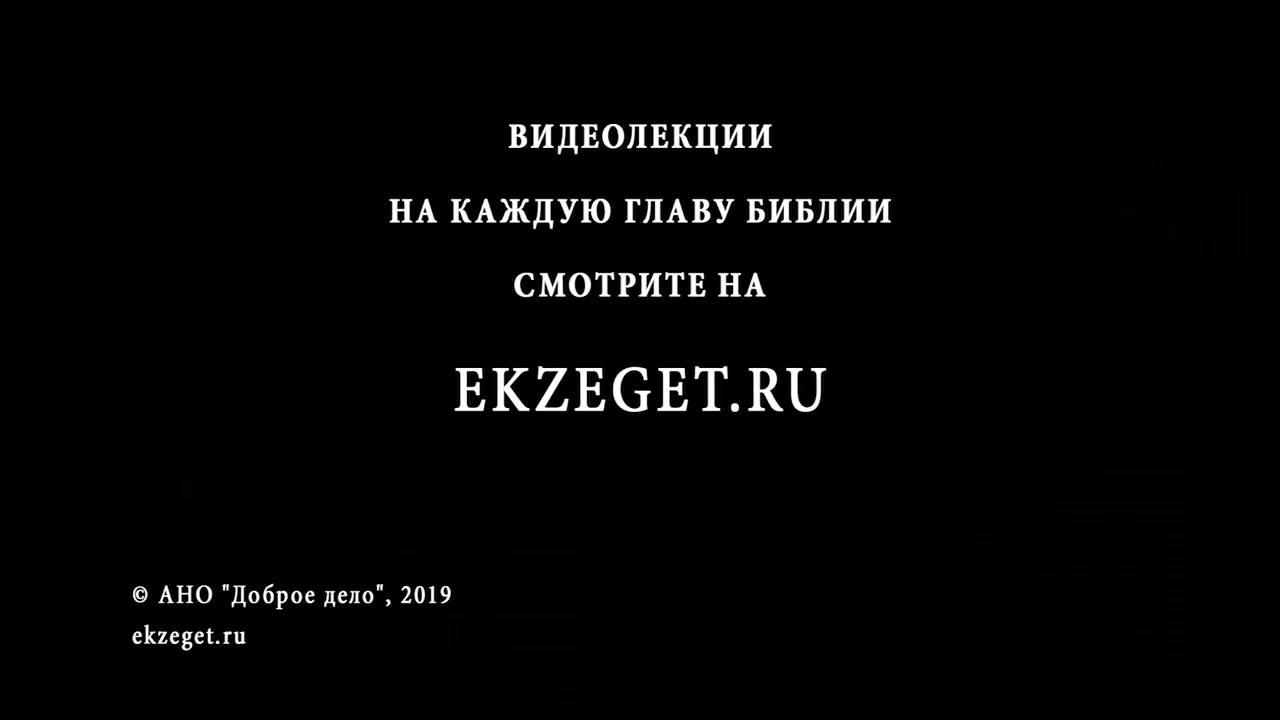 ВИДЕОЛЕКЦИИ
НА КАЖДУЮ ГЛАВУ БИБЛИИ
СМОТРИТЕ НА
EKZEGET.RU
© АНО "Доброе дело", 2019
ekzeget.ru